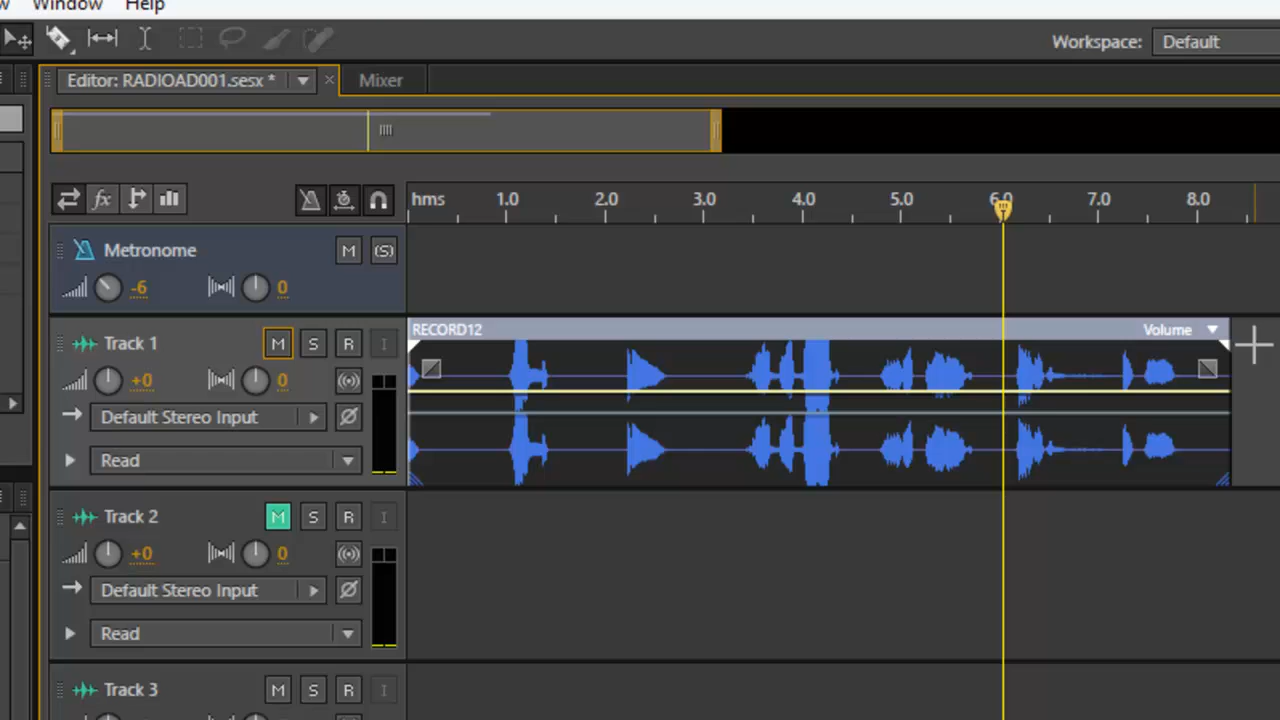 Window Help
Workspace: Default
Editor: RADIOAD001.sesx * Mixer
hms 1.0 2.0 3.0 4.0 5.0 6.0 7.0 8.0
fx
Metronome M (S)
-6 0
RECORD12 Volume
Track 1 M S R I
+0 0
Default Stereo Input
Read
Track 2 M S R I
+0 0
Default Stereo Input
Read
Track 3 M S R I